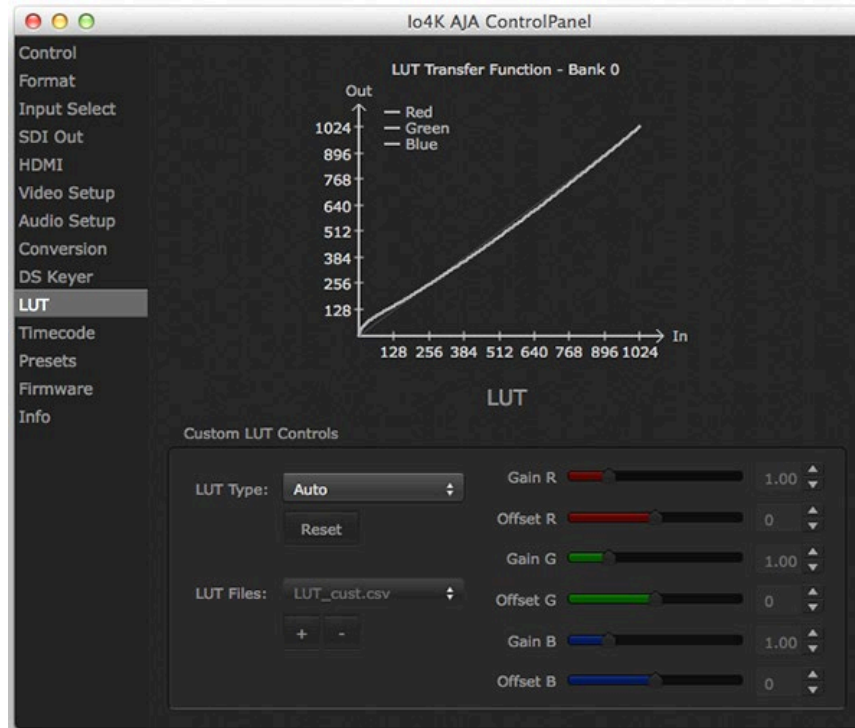 Io4K AJA ControlPanel
Control
Format
Input Select
SDI Out
HDMI
Video Setup
Audio Setup
Conversion
DS Keyer
LUT
Timecode
Presets
Firmware
Info
LUT Transfer Function - Bank 0
Out
Red
Green
Blue
1024
896
768
640
512
384
256
128
In
128 256 384 512 640 768 896 1024
LUT
Custom LUT Controls
LUT Type: Auto
Reset
LUT Files: LUT_cust.csv
+ -
Gain R 1.00
Offset R 0
Gain G 1.00
Offset G 0
Gain B 1.00
Offset B 0